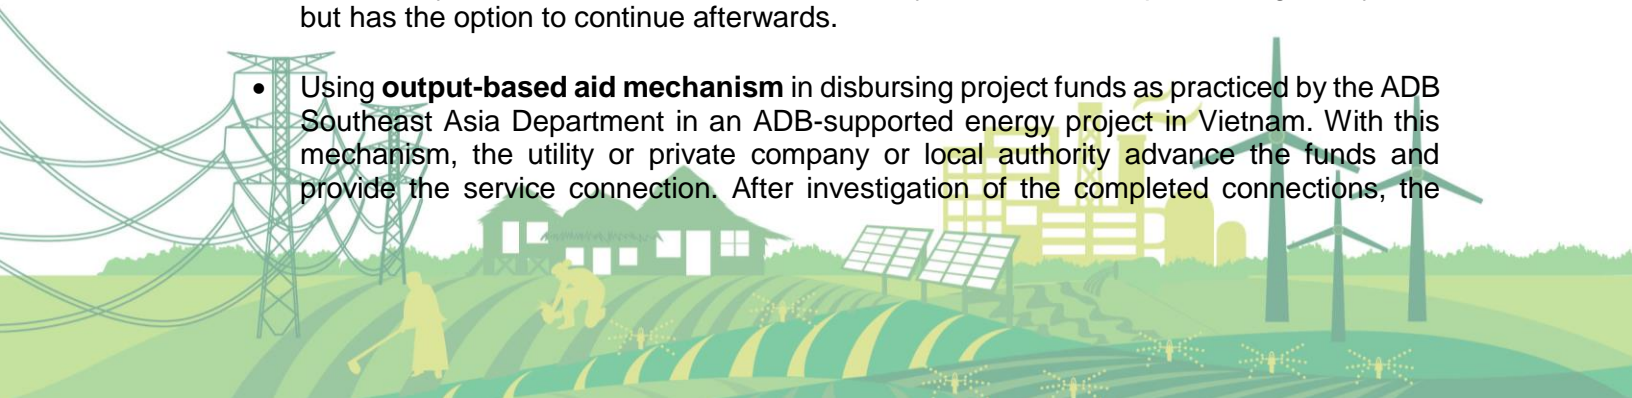 but has the option to continue afterwards.
• Using output-based aid mechanism in disbursing project funds as practiced by the ADB
Southeast Asia Department in an ADB-supported energy project in Vietnam. With this
mechanism, the utility or private company or local authority advance the funds and
provide the service connection. After investigation of the completed connections, the